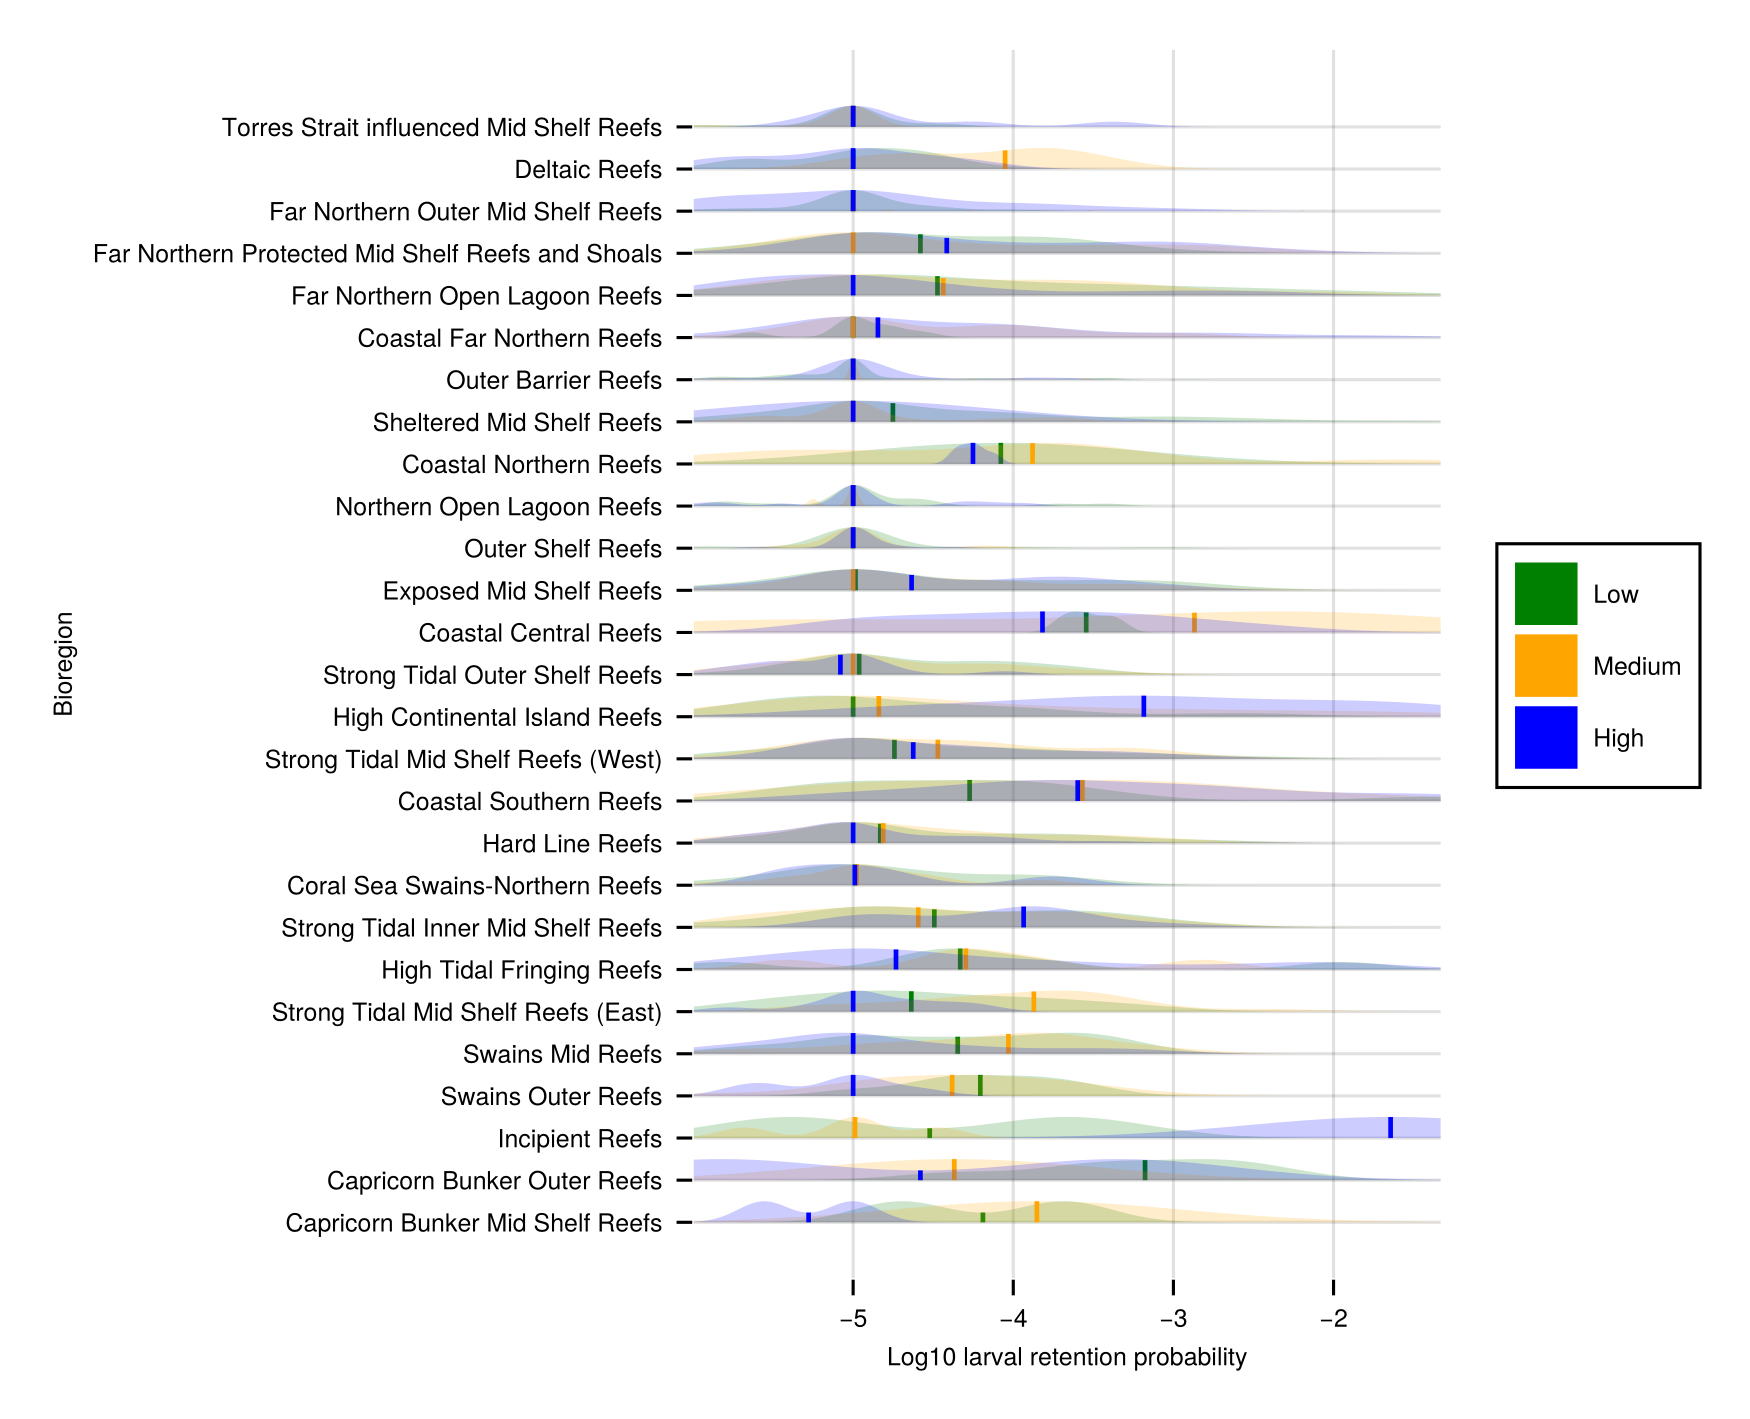 Torres Strait influenced Mid Shelf Reefs
Deltaic Reefs
Far Northern Outer Mid Shelf Reefs
Far Northern Protected Mid Shelf Reefs and Shoals
Far Northern Open Lagoon Reefs
Coastal Far Northern Reefs
Outer Barrier Reefs
Sheltered Mid Shelf Reefs
Coastal Northern Reefs
Northern Open Lagoon Reefs
Outer Shelf Reefs
Exposed Mid Shelf Reefs
Coastal Central Reefs
Strong Tidal Outer Shelf Reefs
High Continental Island Reefs
Strong Tidal Mid Shelf Reefs (West)
Coastal Southern Reefs
Hard Line Reefs
Coral Sea Swains-Northern Reefs
Strong Tidal Inner Mid Shelf Reefs
High Tidal Fringing Reefs
Strong Tidal Mid Shelf Reefs (East)
Swains Mid Reefs
Swains Outer Reefs
Incipient Reefs
Capricorn Bunker Outer Reefs
Capricorn Bunker Mid Shelf Reefs
Bioregion
−5 −4 −3 −2
Log10 larval retention probability
Low
Medium
High